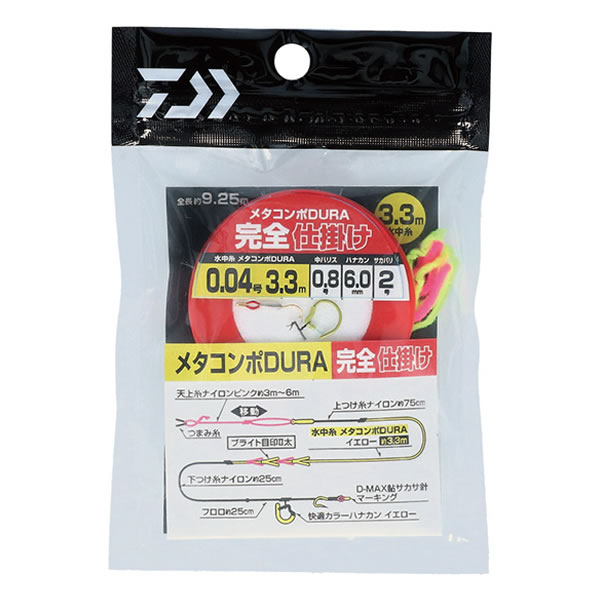 全長約9.25m
メタコンポDURA
完全仕掛け
3.3m
水中糸
水中糸 メタコンポDURA
0.04号 3.3m
中ハリス
0.8号
ハナカン
6.0mm
サカバリ
2号
メタコンポDURA 完全仕掛け
天上糸ナイロンピンク約3m〜6m
移動
上つけ糸ナイロン約75cm
つまみ糸
水中糸 メタコンポDURA
イエロー 約3.3m
ブライト目印Ⅱ太
下つけ糸ナイロン約25cm
D-MAX鮎サカサ針
マーキング
フロロ約25cm
快適カラーハナカン イエロー